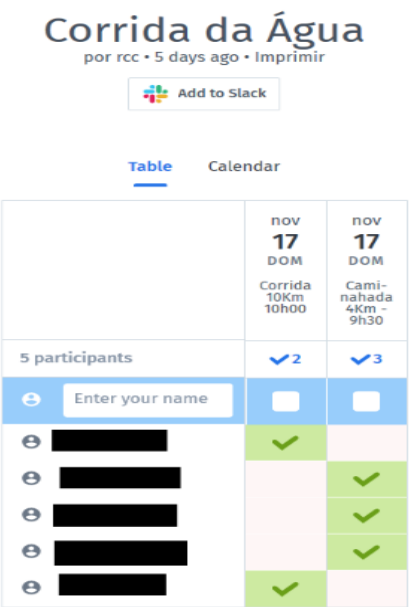 Corrida da Água
por rcc • 5 days ago • Imprimir
Add to Slack
Table Calendar
nov nov
17 17
DOM DOM
Corrida Cami-
10Km nahada
10h00 4Km -
9h30
5 participants 2 3
Enter your name